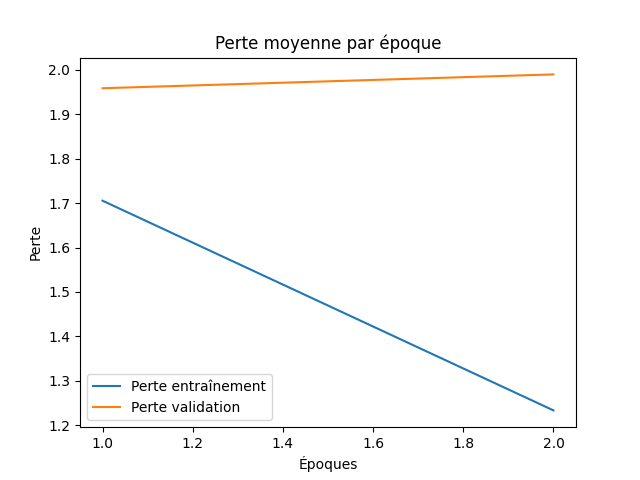 Perte moyenne par époque
2.0
1.9
1.8
1.7
1.6
1.5
1.4
1.3
1.2
Perte
Perte entraînement
Perte validation
1.0 1.2 1.4 1.6 1.8 2.0
Époques